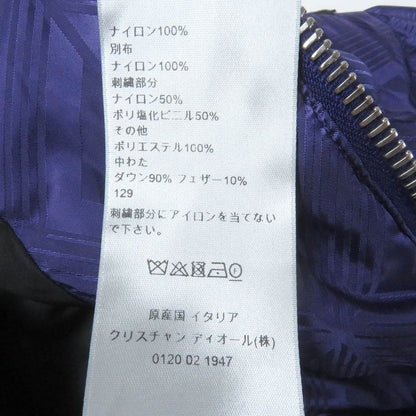 ナイロン100%
別布
ナイロン100%
刺繍部分
ナイロン50%
ポリ塩化ビニル50%
その他
ポリエステル100%
中わた
ダウン90% フェザー10%
129
刺繍部分にアイロンを当てない
で下さい。
原産国 イタリア
クリスチャン ディオール(株)
0120 02 1947